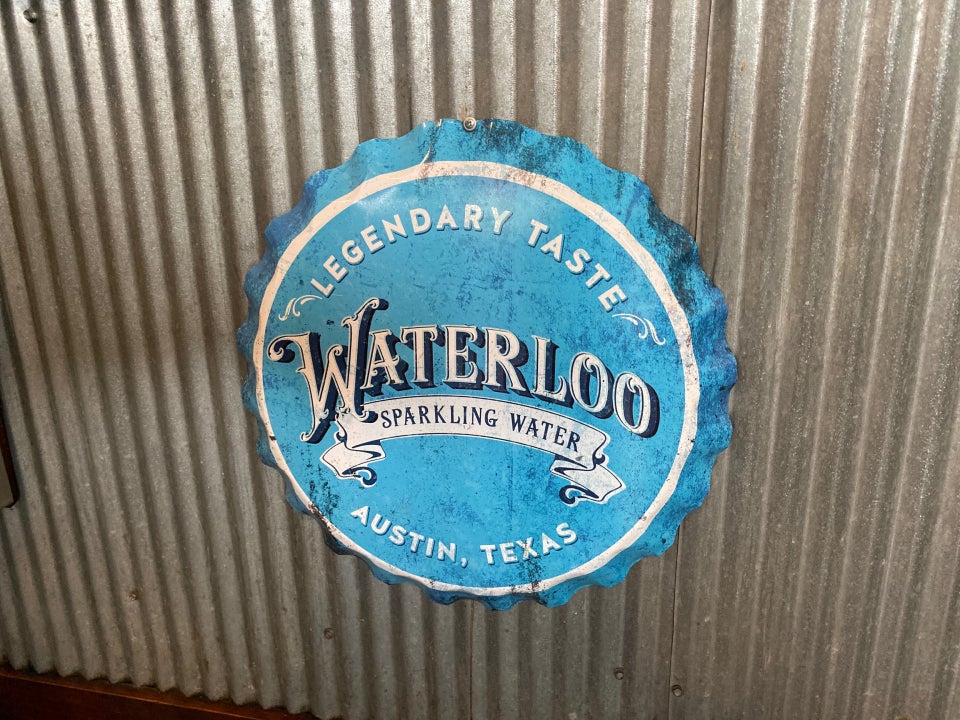 LEGENDARY TASTE
WATERLOO
SPARKLING WATER
AUSTIN, TEXAS